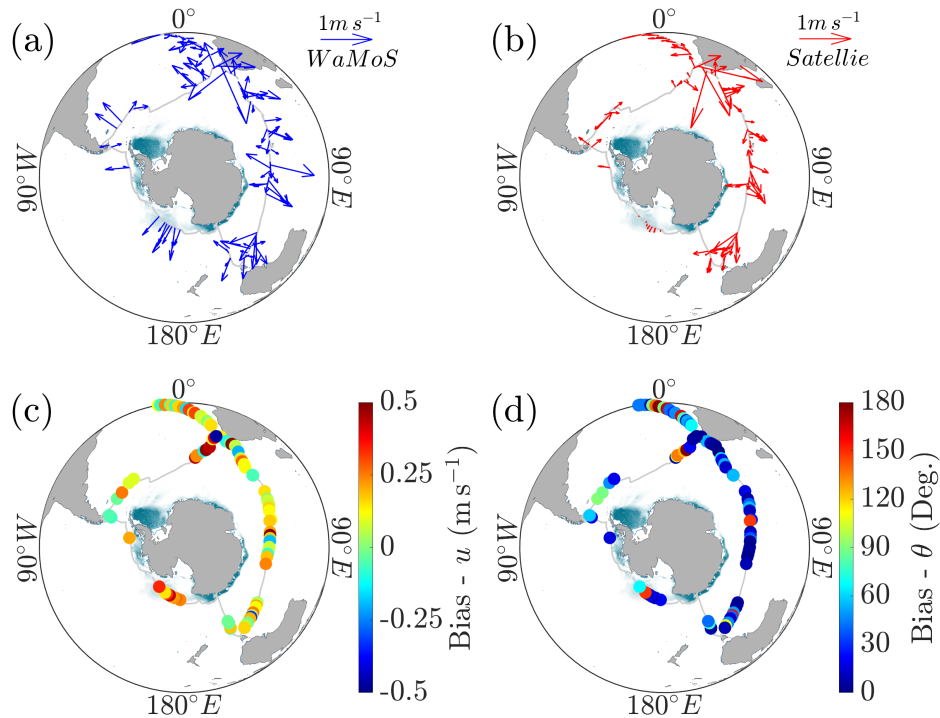 (a)
0°
1 m s⁻¹
WaMoS
90°W
90°E
180°E
(b)
0°
1 m s⁻¹
Satellie
90°W
90°E
180°E
(c)
0°
90°W
90°E
180°E
0.5
0.25
0
-0.25
-0.5
Bias - u (m s⁻¹)
(d)
0°
90°W
90°E
180°E
180
150
120
90
60
30
0
Bias - θ (Deg.)